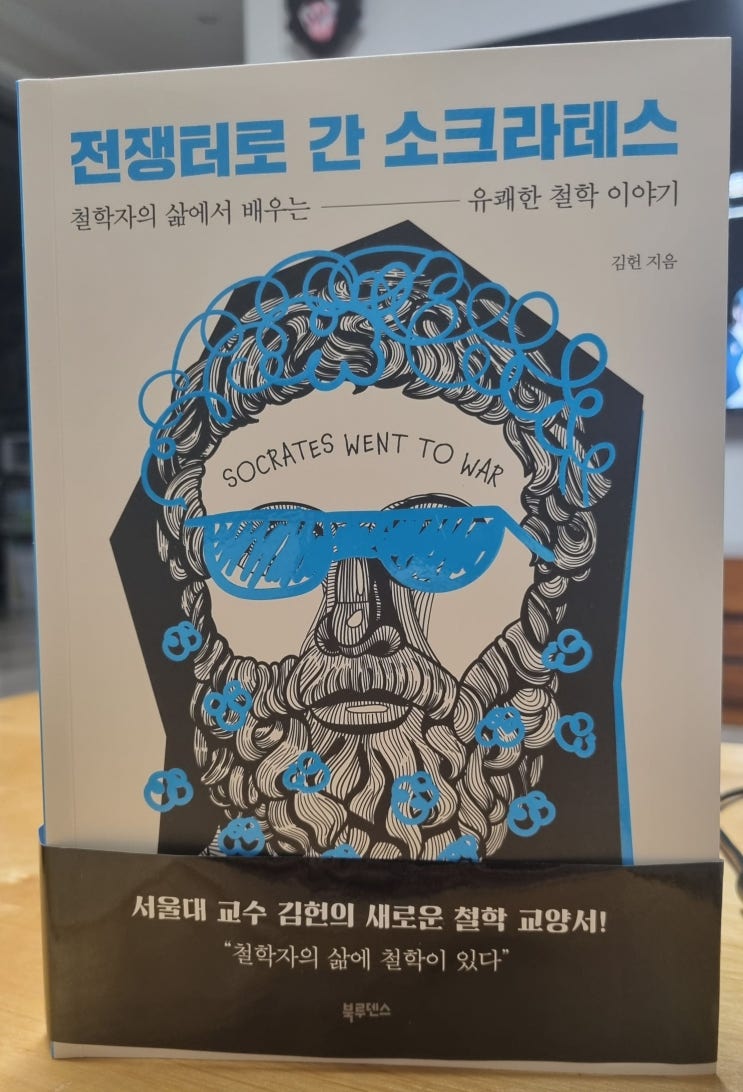 전쟁터로 간 소크라테스
철학자의 삶에서 배우는 유쾌한 철학 이야기
김헌 지음
SOCRATES WENT TO WAR
서울대 교수 김헌의 새로운 철학 교양서!
“철학자의 삶에 철학이 있다”
북루덴스